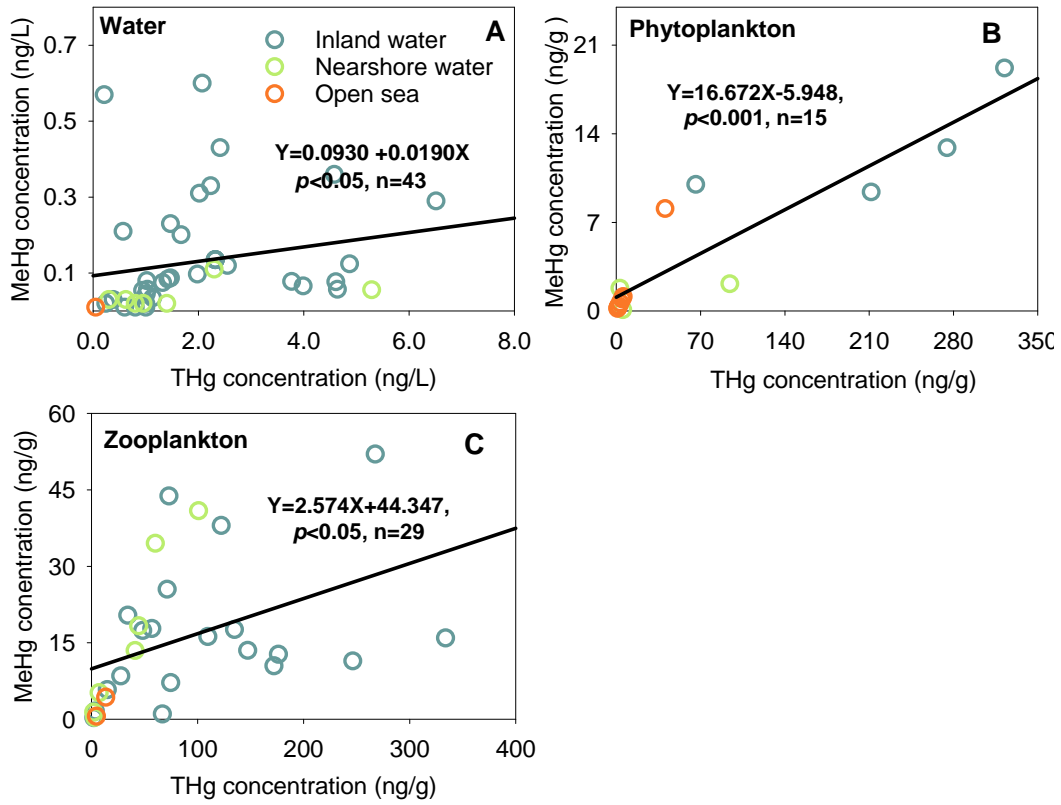 Water
A
Inland water
Nearshore water
Open sea
Y=0.0930 +0.0190X
p<0.05, n=43
MeHg concentration (ng/L)
0.7
0.5
0.3
0.1
0.0
2.0
4.0
6.0
8.0
THg concentration (ng/L)
Phytoplankton
B
Y=16.672X-5.948,
p<0.001, n=15
MeHg concentration (ng/g)
21
14
7
0
0
70
140
210
280
350
THg concentration (ng/g)
Zooplankton
C
Y=2.574X+44.347,
p<0.05, n=29
MeHg conentration (ng/g)
60
45
30
15
0
0
100
200
300
400
THg concentration (ng/g)